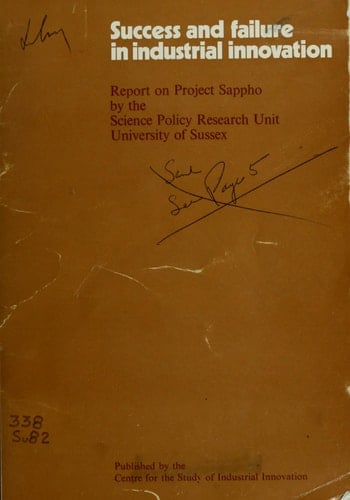 Success and failure
in industrial innovation
Report on Project Sappho
by the
Science Policy Research Unit
University of Sussex
See Page 5
338
Su82
Published by the
Centre for the Study of Industrial Innovation